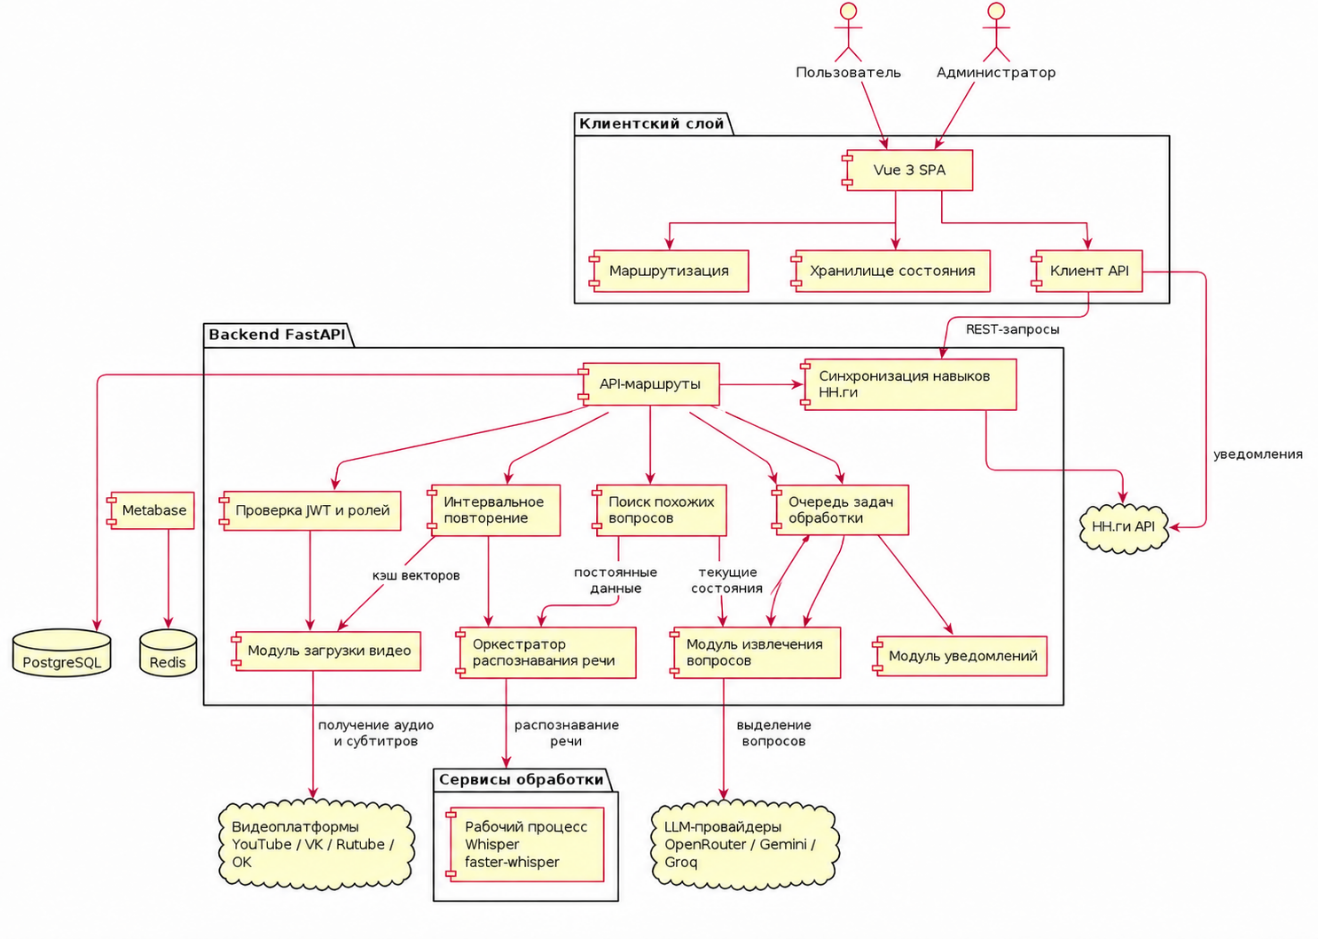 Пользователь
Администратор
Клиентский слой
Vue 3 SPA
Маршрутизация
Хранилище состояния
Клиент API
REST-запросы
Backend FastAPI
API-маршруты
Синхронизация навыков
HH.ги
уведомления
Metabase
Проверка JWT и ролей
Интервальное
повторение
Поиск похожих
вопросов
Очередь задач
обработки
HH.ги API
кэш векторов
постоянные
данные
текущие
состояния
PostgreSQL
Redis
Модуль загрузки видео
Оркестратор
распознавания речи
Модуль извлечения
вопросов
Модуль уведомлений
получение аудио
и субтитров
распознавание
речи
выделение
вопросов
Сервисы обработки
Видеоплатформы
YouTube / VK / Rutube /
OK
Рабочий процесс
Whisper
faster-whisper
LLM-провайдеры
OpenRouter / Gemini /
Groq